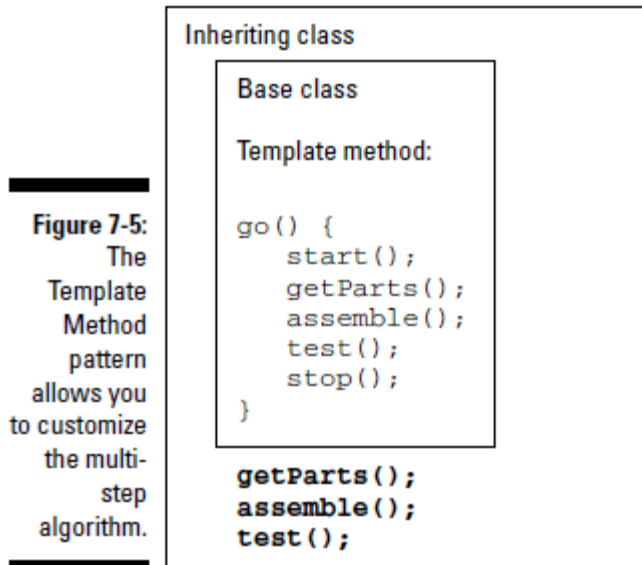 Inheriting class
Base class
Template method:
go() {
start();
getParts();
assemble();
test();
stop();
}
getParts();
assemble();
test();
Figure 7-5:
The
Template
Method
pattern
allows you
to customize
the multi-
step
algorithm.